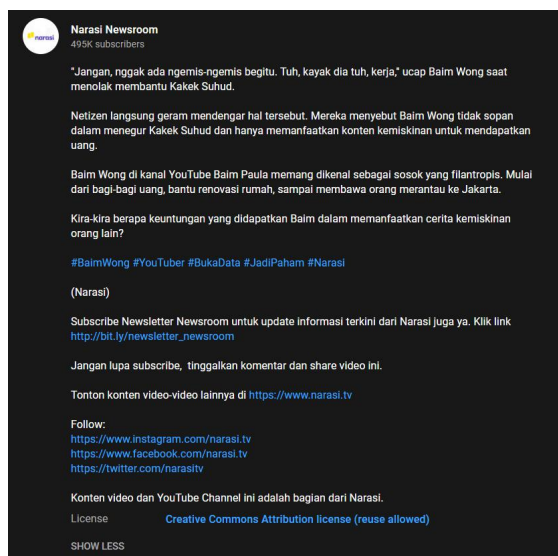 narasi
Narasi Newsroom
495K subscribers
"Jangan, nggak ada ngemis-ngemis begitu. Tuh, kayak dia tuh, kerja," ucap Baim Wong saat
menolak membantu Kakek Suhud.
Netizen langsung geram mendengar hal tersebut. Mereka menyebut Baim Wong tidak sopan
dalam menegur Kakek Suhud dan hanya memanfaatkan konten kemiskinan untuk mendapatkan
uang.
Baim Wong di kanal YouTube Baim Paula memang dikenal sebagai sosok yang filantropis. Mulai
dari bagi-bagi uang, bantu renovasi rumah, sampai membawa orang merantau ke Jakarta.
Kira-kira berapa keuntungan yang didapatkan Baim dalam memanfaatkan cerita kemiskinan
orang lain?
#BaimWong #YouTuber #BukaData #JadiPaham #Narasi
(Narasi)
Subscribe Newsletter Newsroom untuk update informasi terkini dari Narasi juga ya. Klik link
http://bit.ly/newsletter_newsroom
Jangan lupa subscribe, tinggalkan komentar dan share video ini.
Tonton konten video-video lainnya di https://www.narasi.tv
Follow:
https://www.instagram.com/narasi.tv
https://www.facebook.com/narasi.tv
https://twitter.com/narasitv
Konten video dan YouTube Channel ini adalah bagian dari Narasi.
License Creative Commons Attribution license (reuse allowed)
SHOW LESS